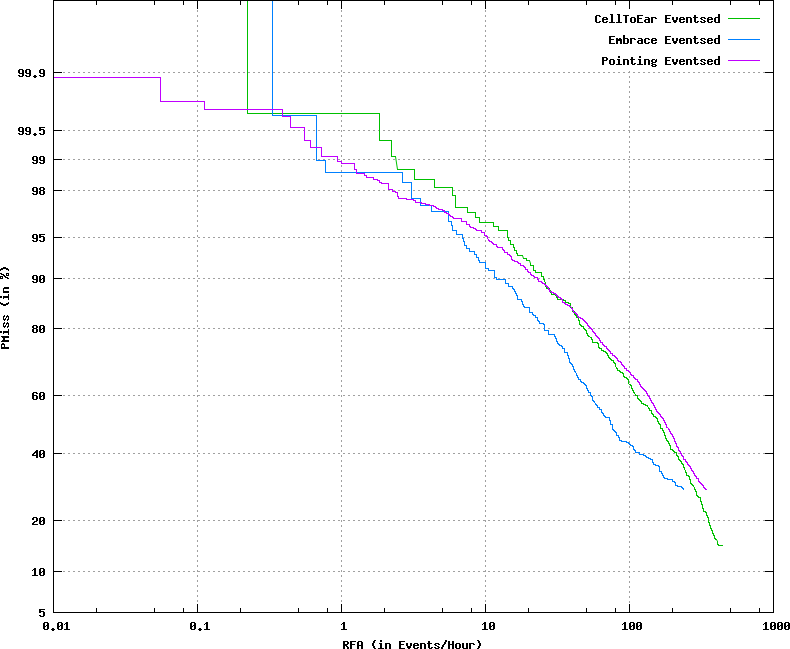 CellToEar Eventsed
Embrace Eventsed
Pointing Eventsed
99.9
99.5
99
98
95
90
80
60
40
20
10
5
PMiss (in %)
0.01 0.1 1 10 100 1000
RFA (in Events/Hour)